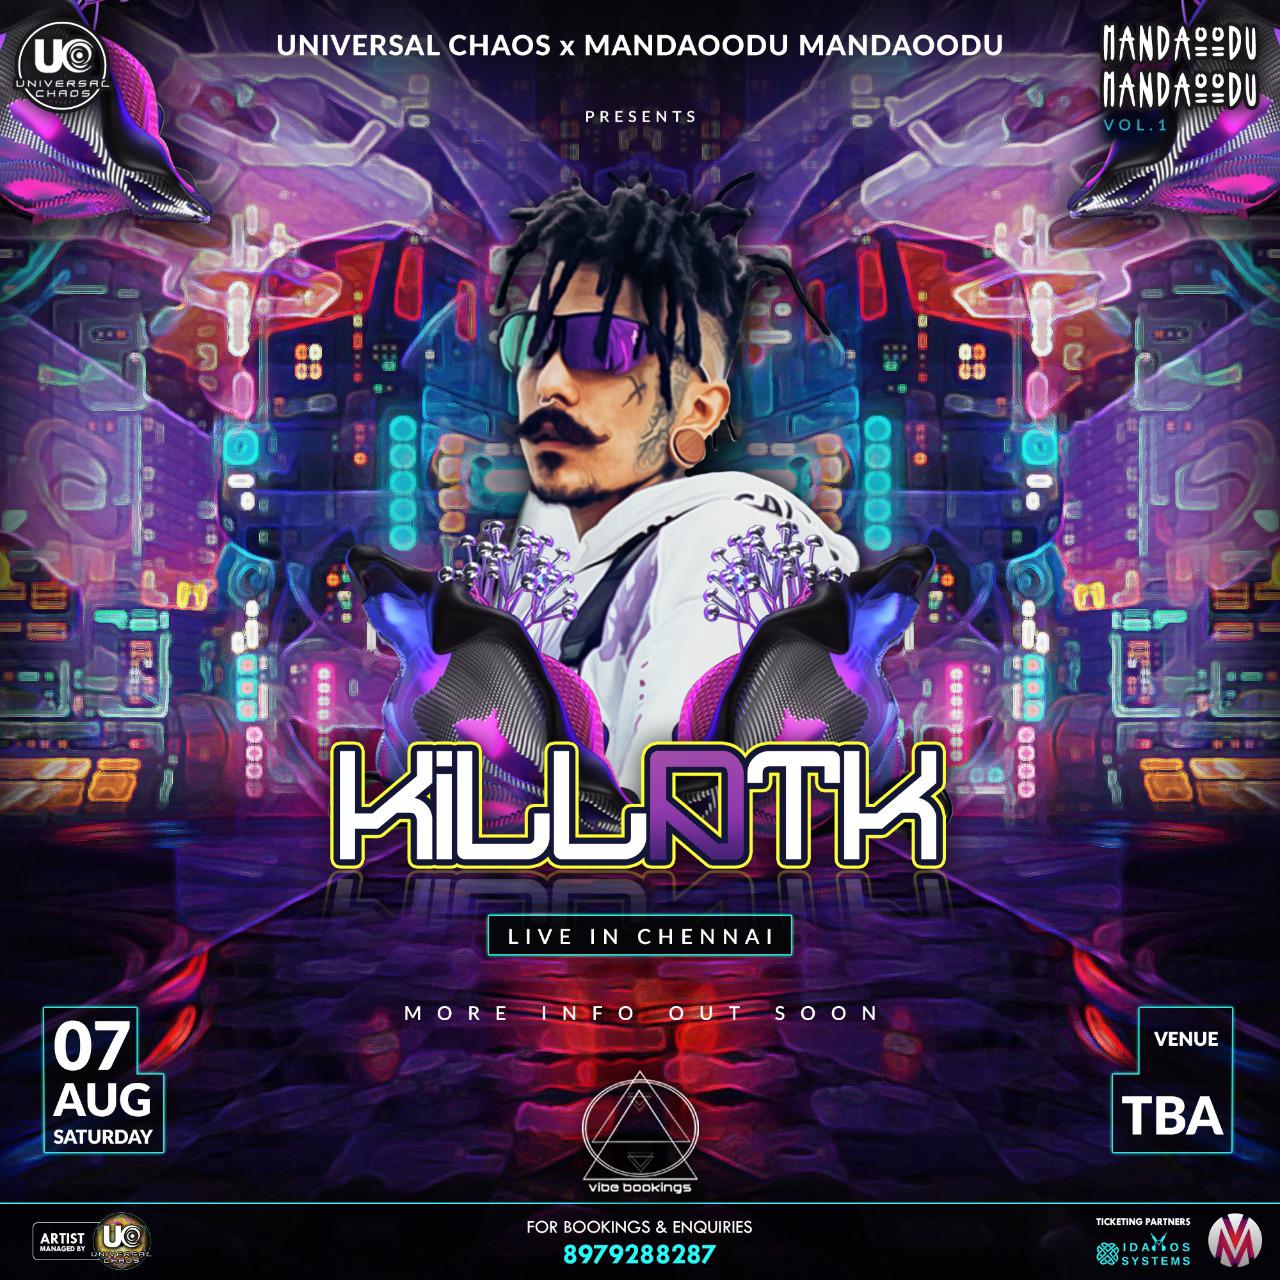 UC
UNIVERSAL
CHAOS
UNIVERSAL CHAOS x MANDAOODU MANDAOODU
PRESENTS
MANDAOODU
MANDAOODU
VOL.1
KiLLATK
LIVE IN CHENNAI
MORE INFO OUT SOON
07
AUG
SATURDAY
VENUE
TBA
vibe bookings
ARTIST
MANAGED BY
UC
UNIVERSAL
CHAOS
FOR BOOKINGS & ENQUIRIES
8979288287
TICKETING PARTNERS
SYSTEMS